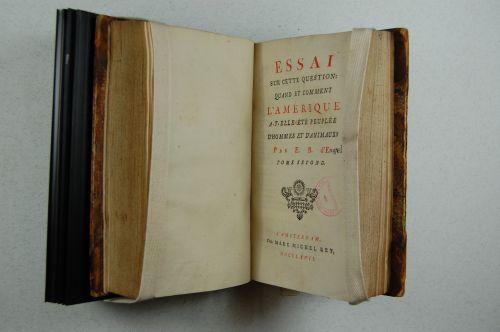 ESSAI
SUR CETTE QUESTION:
QUAND ET COMMENT
L'AMÉRIQUE
A-T-ELLE ÉTÉ PEUPLÉE
D'HOMMES ET D'ANIMAUX?
PAR E. B. d'Engel
TOME SECOND.
A AMSTERDAM,
Chez MARC MICHEL REY,
MDCCLXVII.